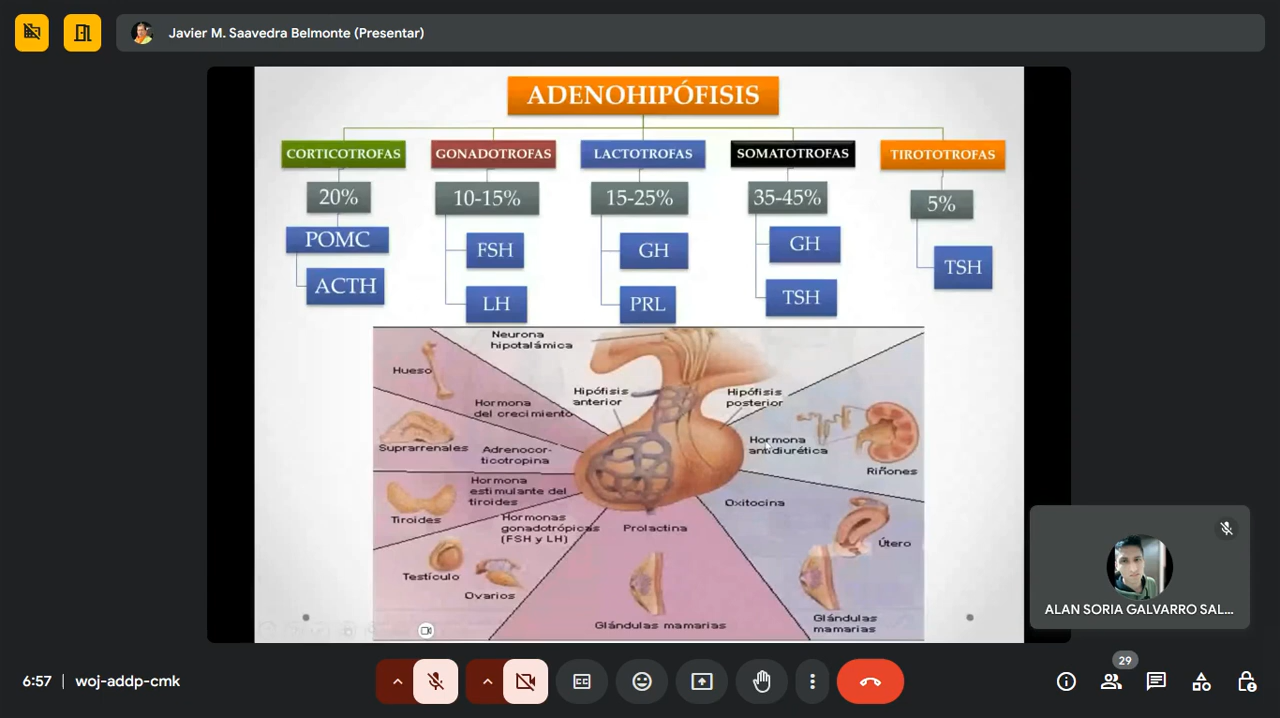 Javier M. Saavedra Belmonte (Presentar)
ADENOHIPÓFISIS
CORTICOTROFAS
GONADOTROFAS
LACTOTROFAS
SOMATOTROFAS
TIROTOTROFAS
20%
10-15%
15-25%
35-45%
5%
POMC
ACTH
FSH
LH
GH
PRL
GH
TSH
TSH
Neurona
hipotalámica
Hueso
Hipófisis
anterior
Hipófisis
posterior
Hormona
del crecimiento
Suprarrenales
Adrenocor-
ticotropina
Hormona
antidiurética
Riñones
Hormona
estimulante del
tiroides
Tiroides
Oxitocina
Hormonas
gonadotrópicas
(FSH y LH)
Prolactina
Útero
Testículo
Ovarios
Glándulas mamarias
Glándulas
mamarias
ALAN SORIA GALVARRO SAL...
6:57 | woj-addp-cmk
CC
29